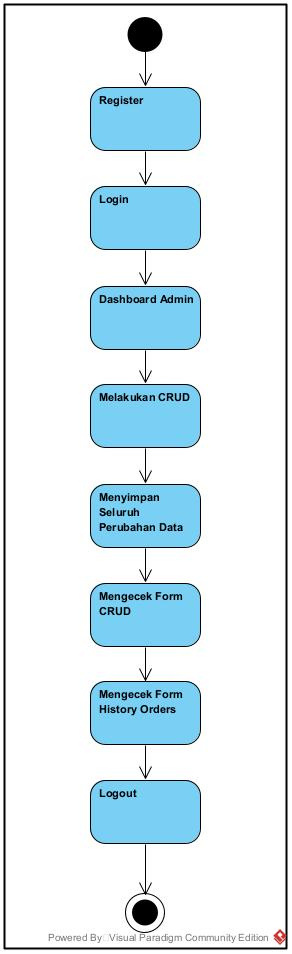 Register
Login
Dashboard Admin
Melakukan CRUD
Menyimpan
Seluruh
Perubahan Data
Mengecek Form
CRUD
Mengecek Form
History Orders
Logout
Powered By Visual Paradigm Community Edition